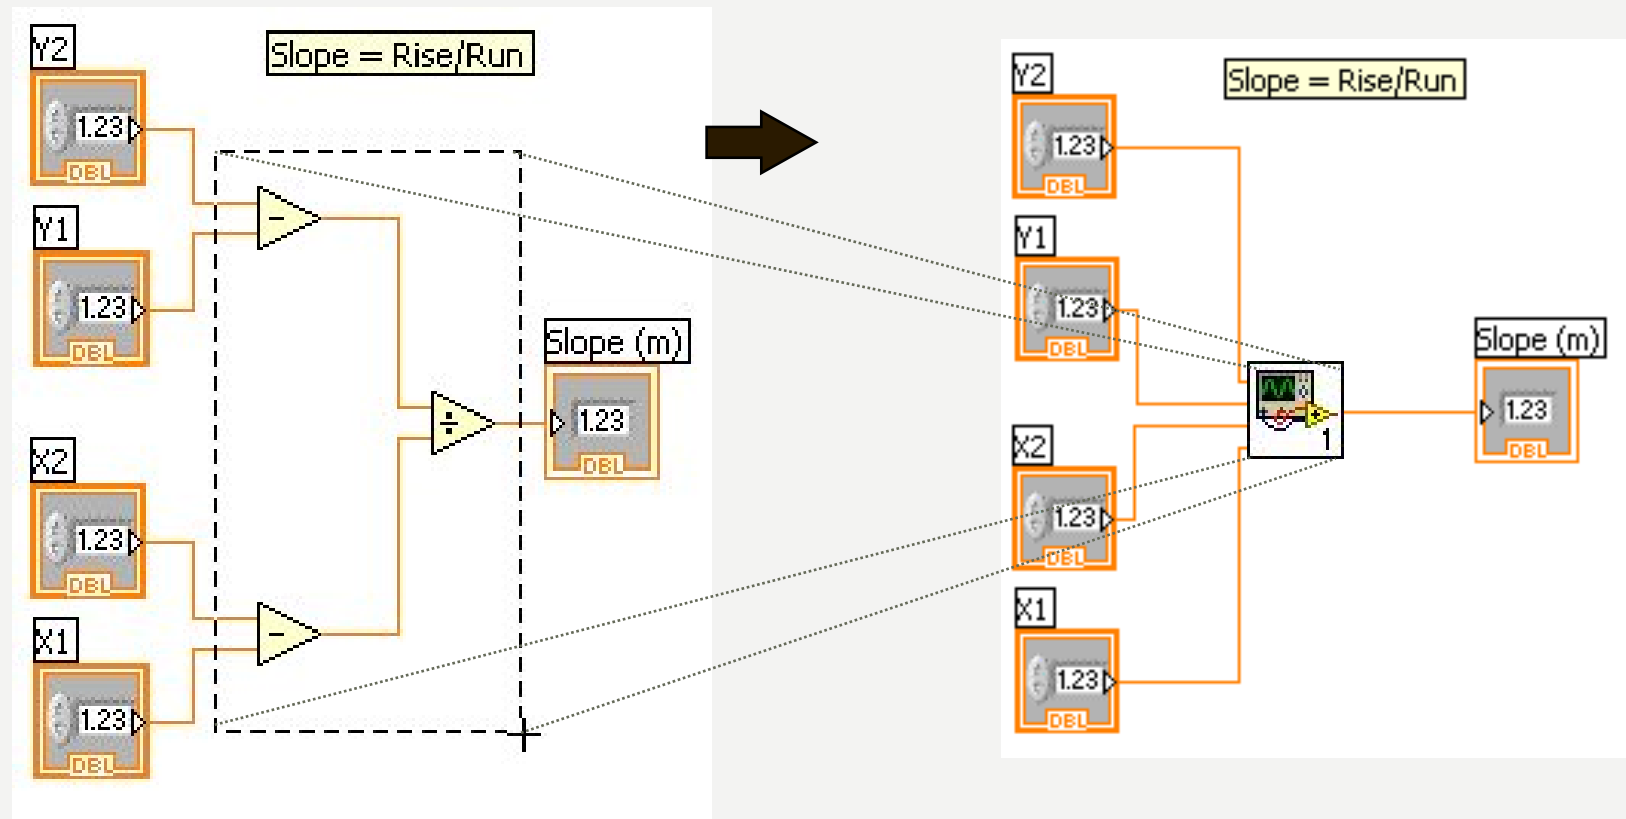 Y2
Slope = Rise/Run
1.23
DBL
Y1
1.23
DBL
Slope (m)
1.23
DBL
X2
1.23
DBL
X1
1.23
DBL
Y2
Slope = Rise/Run
1.23
DBL
Y1
1.23
DBL
Slope (m)
1.23
DBL
1
X2
1.23
DBL
X1
1.23
DBL